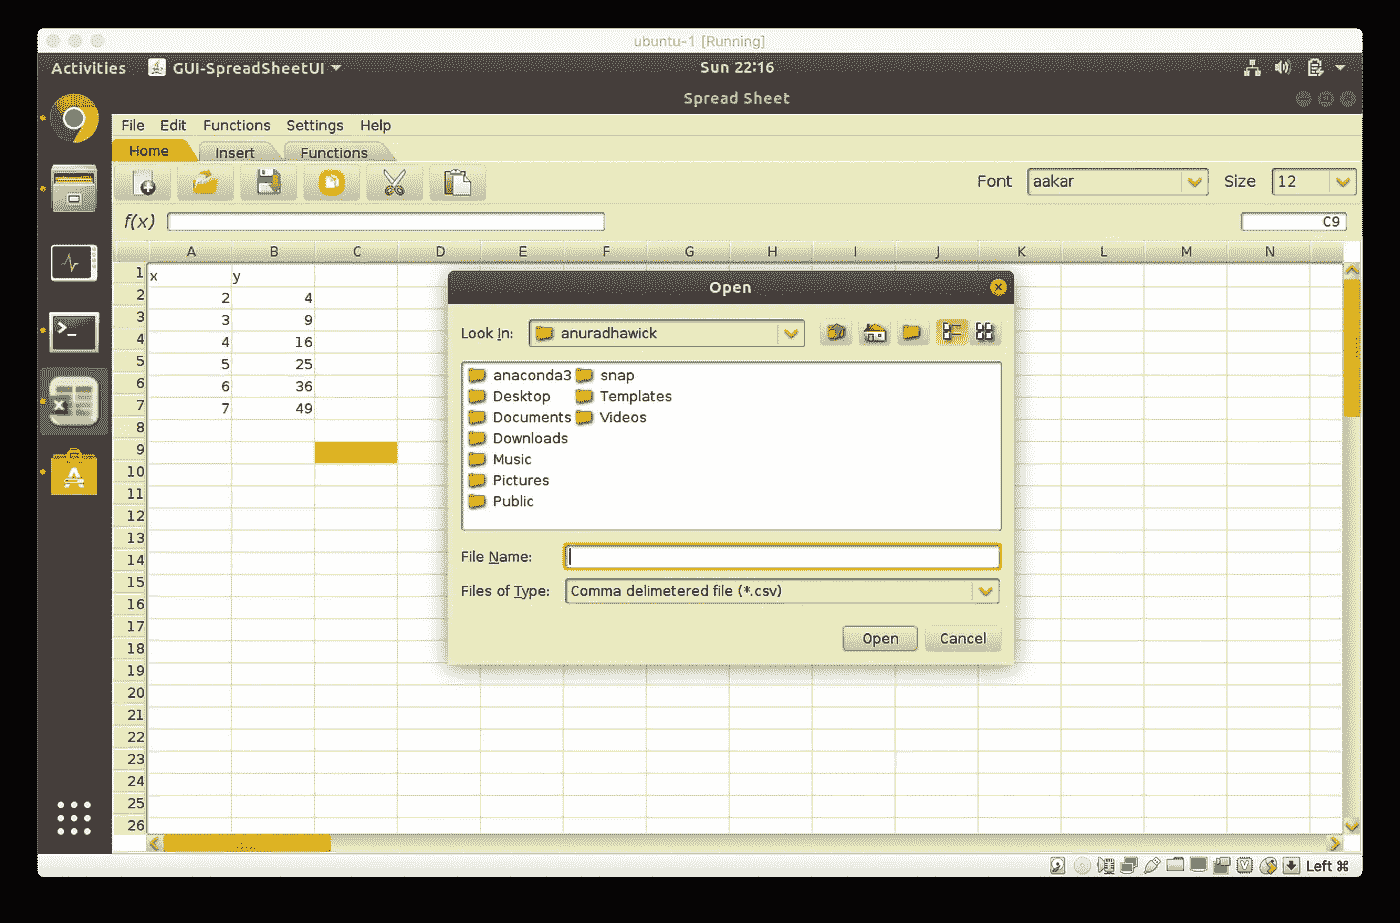 ubuntu-1 [Running]
Activities GUI-SpreadSheetUI Sun 22:16
Spread Sheet
File Edit Functions Settings Help
Home Insert Functions
Font aakar Size 12
f(x) C9
A B C D E F G H I J K L M N
1 x y
2 2 4
3 3 9
4 4 16
5 5 25
6 6 36
7 7 49
8
9
10
11
12
13
14
15
16
17
18
19
20
21
22
23
24
25
26
Open
Look In: anuradhawick
anaconda3 snap
Desktop Templates
Documents Videos
Downloads
Music
Pictures
Public
File Name:
Files of Type: Comma delimetered file (*.csv)
Open Cancel
Left ⌘